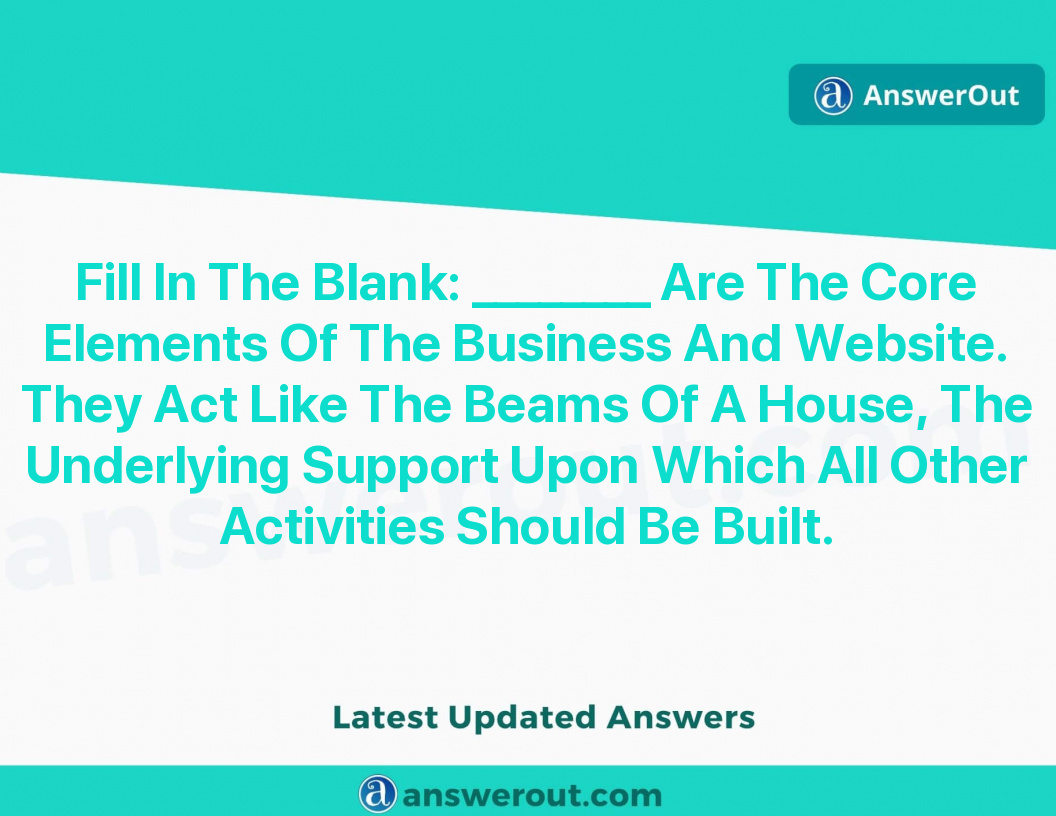 AnswerOut
Fill In The Blank: ________ Are The Core
Elements Of The Business And Website.
They Act Like The Beams Of A House, The
Underlying Support Upon Which All Other
Activities Should Be Built.
answerout.com
Latest Updated Answers
answerout.com